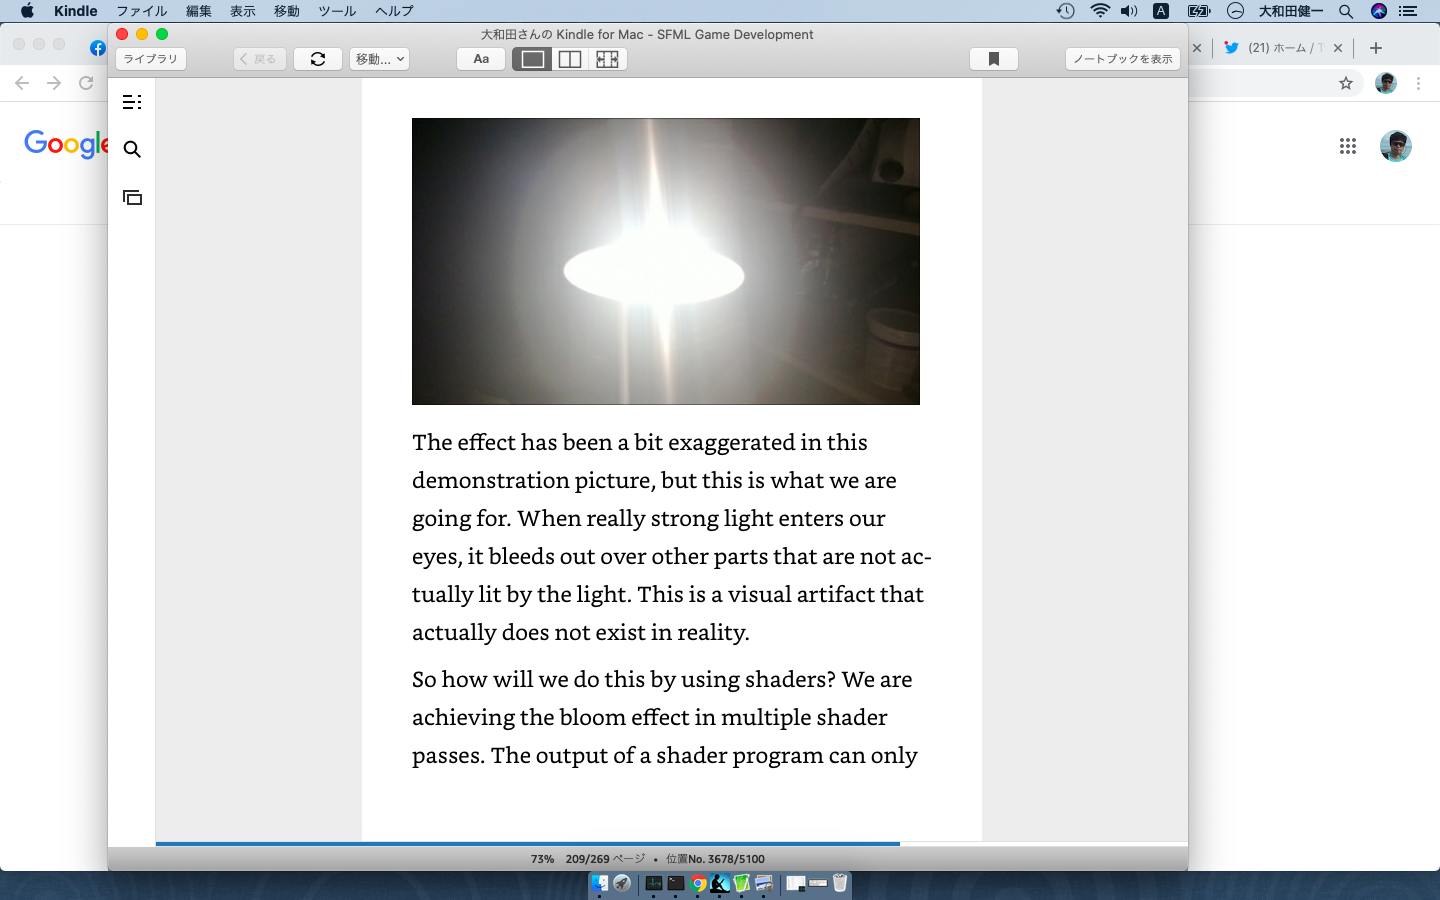 Kindle ファイル 編集 表示 移動 ツール ヘルプ A 大和田健一
大和田さんの Kindle for Mac - SFML Game Development
(21) ホーム / T
ライブラリ 戻る 移動... Aa ノートブックを表示
Google
The effect has been a bit exaggerated in this
demonstration picture, but this is what we are
going for. When really strong light enters our
eyes, it bleeds out over other parts that are not ac-
tually lit by the light. This is a visual artifact that
actually does not exist in reality.
So how will we do this by using shaders? We are
achieving the bloom effect in multiple shader
passes. The output of a shader program can only
73% 209/269 ページ • 位置No. 3678/5100